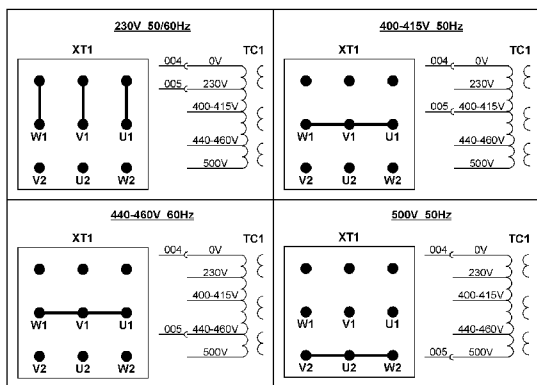 230V 50/60Hz
XT1
TC1
004 0V
005 230V
400-415V
440-460V
500V
W1 V1 U1
V2 U2 W2
400-415V 50Hz
XT1
TC1
004 0V
230V
005 400-415V
440-460V
500V
W1 V1 U1
V2 U2 W2
440-460V 60Hz
XT1
TC1
004 0V
230V
400-415V
005 440-460V
500V
W1 V1 U1
V2 U2 W2
500V 50Hz
XT1
TC1
004 0V
230V
400-415V
440-460V
005 500V
W1 V1 U1
V2 U2 W2